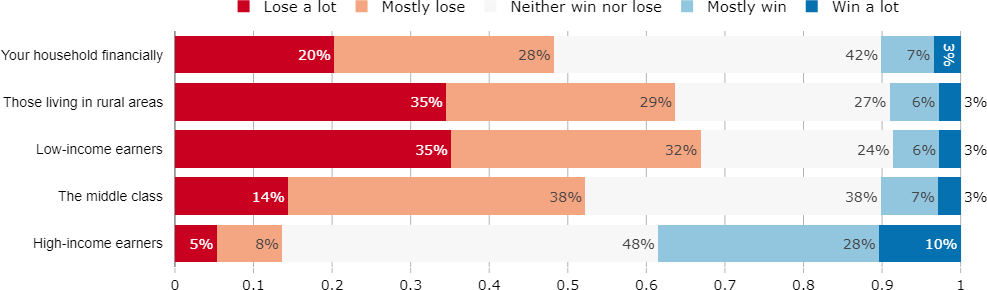 Lose a lot Mostly lose Neither win nor lose Mostly win Win a lot
Your household financially 20% 28% 42% 7% 3%
Those living in rural areas 35% 29% 27% 6% 3%
Low-income earners 35% 32% 24% 6% 3%
The middle class 14% 38% 38% 7% 3%
High-income earners 5% 8% 48% 28% 10%
0 0.1 0.2 0.3 0.4 0.5 0.6 0.7 0.8 0.9 1